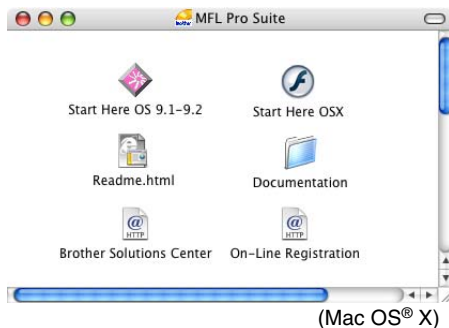 brother MFL Pro Suite
Start Here OS 9.1-9.2
Start Here OSX
Readme.html
Documentation
@ HTTP
@ HTTP
Brother Solutions Center
On-Line Registration
(Mac OS® X)